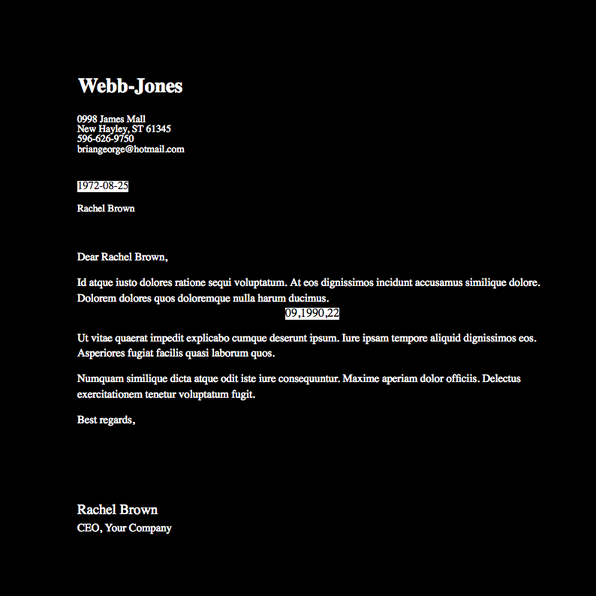 Webb-Jones
0998 James Mall
New Hayley, ST 61345
596-626-9750
briangeorge@hotmail.com
1972-08-25
Rachel Brown
Dear Rachel Brown,
Id atque iusto dolores ratione sequi voluptatum. At eos dignissimos incidunt accusamus similique dolore.
Dolorem dolores quos doloremque nulla harum ducimus.
09,1990,22
Ut vitae quaerat impedit explicabo cumque deserunt ipsum. Iure ipsam tempore aliquid dignissimos eos.
Asperiores fugiat facilis quasi laborum quos.
Numquam similique dicta atque odit iste iure consequuntur. Maxime aperiam dolor officiis. Delectus
exercitationem tenetur voluptatum fugit.
Best regards,
Rachel Brown
CEO, Your Company